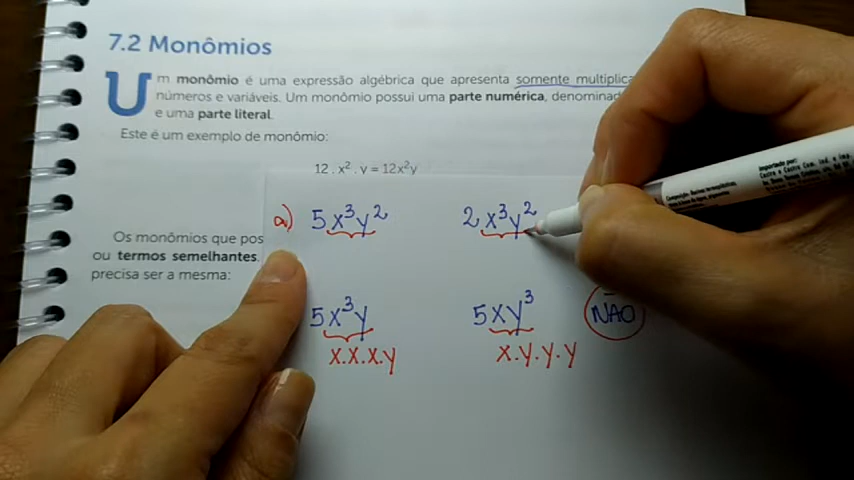 7.2 Monômios
Um monômio é uma expressão algébrica que apresenta somente multiplica
números e variáveis. Um monômio possui uma parte numérica, denominad
e uma parte literal.
Este é um exemplo de monômio:
12 . x² . y = 12x²y
a) 5x³y² 2x³y²
Os monômios que pos
ou termos semelhantes.
precisa ser a mesma:
5x³y 5xy³ NÃO
x.x.x.y x.y.y.y